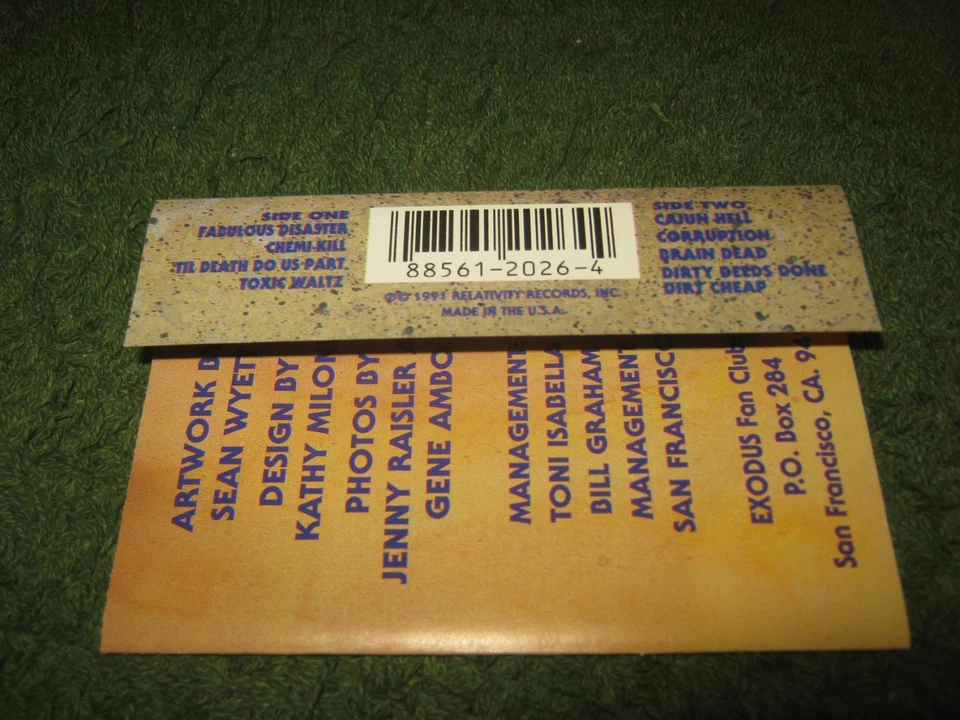 SIDE ONE
FABULOUS DISASTER
CHEMI-KILL
'TIL DEATH DO US PART
TOXIC WALTZ
88561-2026-4
℗© 1991 RELATIVITY RECORDS, INC.
MADE IN THE U.S.A.
SIDE TWO
CAJUN HELL
CORRUPTION
BRAIN DEAD
DIRTY DEEDS DONE
DIRT CHEAP
ARTWORK B
SEAN WYET
DESIGN BY
KATHY MILON
PHOTOS BY
JENNY RAISLER
GENE AMBO
MANAGEMENT:
TONI ISABELLA
BILL GRAHAM
MANAGEMENT
SAN FRANCISCO
EXODUS Fan Club
P.O. Box 284
San Francisco, CA. 94